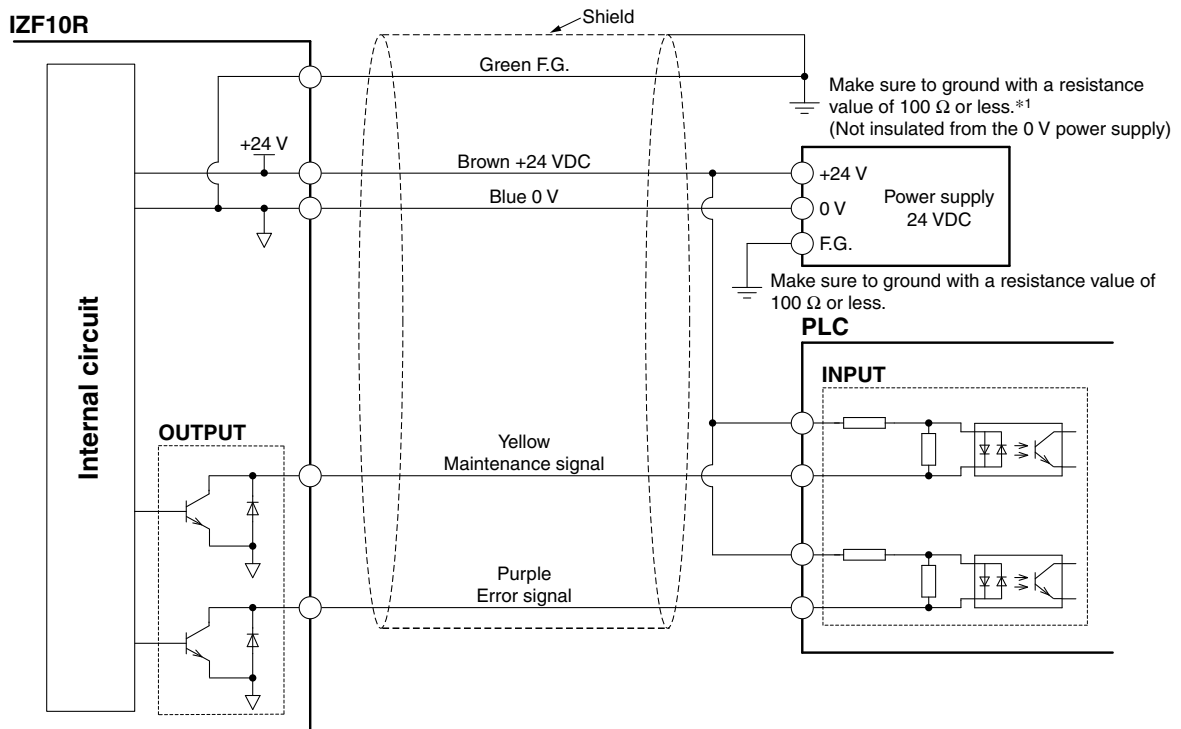 IZF10R
Shield
Green F.G.
Make sure to ground with a resistance
value of 100 Ω or less.*1
(Not insulated from the 0 V power supply)
+24 V
Brown +24 VDC
+24 V
Blue 0 V
0 V
Power supply
24 VDC
F.G.
Make sure to ground with a resistance value of
100 Ω or less.
PLC
INPUT
Internal circuit
OUTPUT
Yellow
Maintenance signal
Purple
Error signal